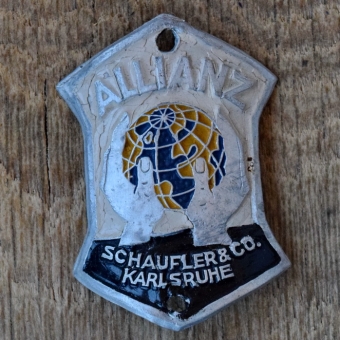 ALLIANZ
SCHAUFLER & CO.
KARLSRUHE